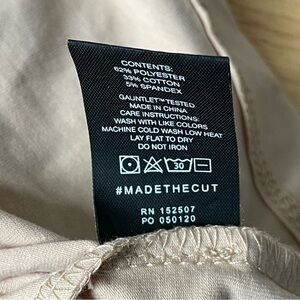 CONTENTS:
62% POLYESTER
33% COTTON
5% SPANDEX
GAUNTLET™ TESTED
MADE IN CHINA
CARE INSTRUCTIONS:
WASH WITH LIKE COLORS
MACHINE COLD WASH LOW HEAT
LAY FLAT TO DRY
DO NOT IRON
30
#MADETHECUT
RN 152507
PO 050120